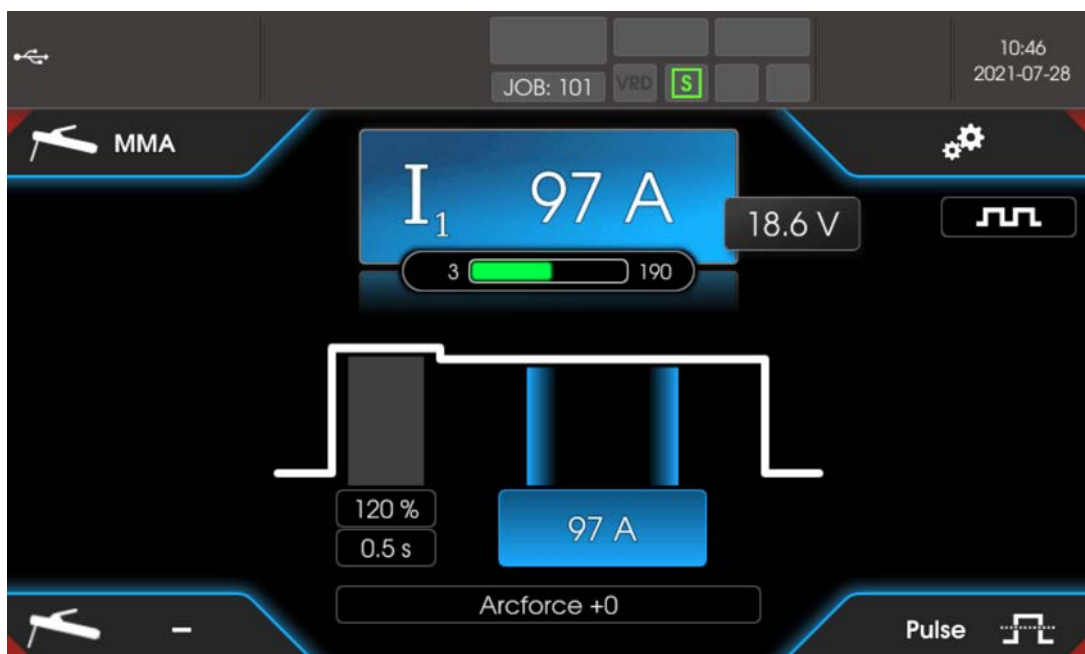 10:46
JOB: 101 VRD S 2021-07-28
MMA
I1 97 A
18.6 V
3 190
120 %
97 A
0.5 s
Arcforce +0
–
Pulse